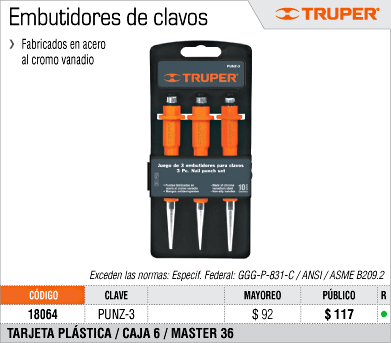 Embutidores de clavos
TRUPER®
❯ Fabricados en acero
al cromo vanadio
PUNZ-3
TRUPER®
Juego de 3 embutidores para clavos
3 Pc. Nail punch set
Exceden las normas: Especif. Federal: GGG-P-831-C / ANSI / ASME B209.2
CÓDIGO CLAVE MAYOREO PÚBLICO R
18064 PUNZ-3 $ 92 $ 117
TARJETA PLÁSTICA / CAJA 6 / MASTER 36